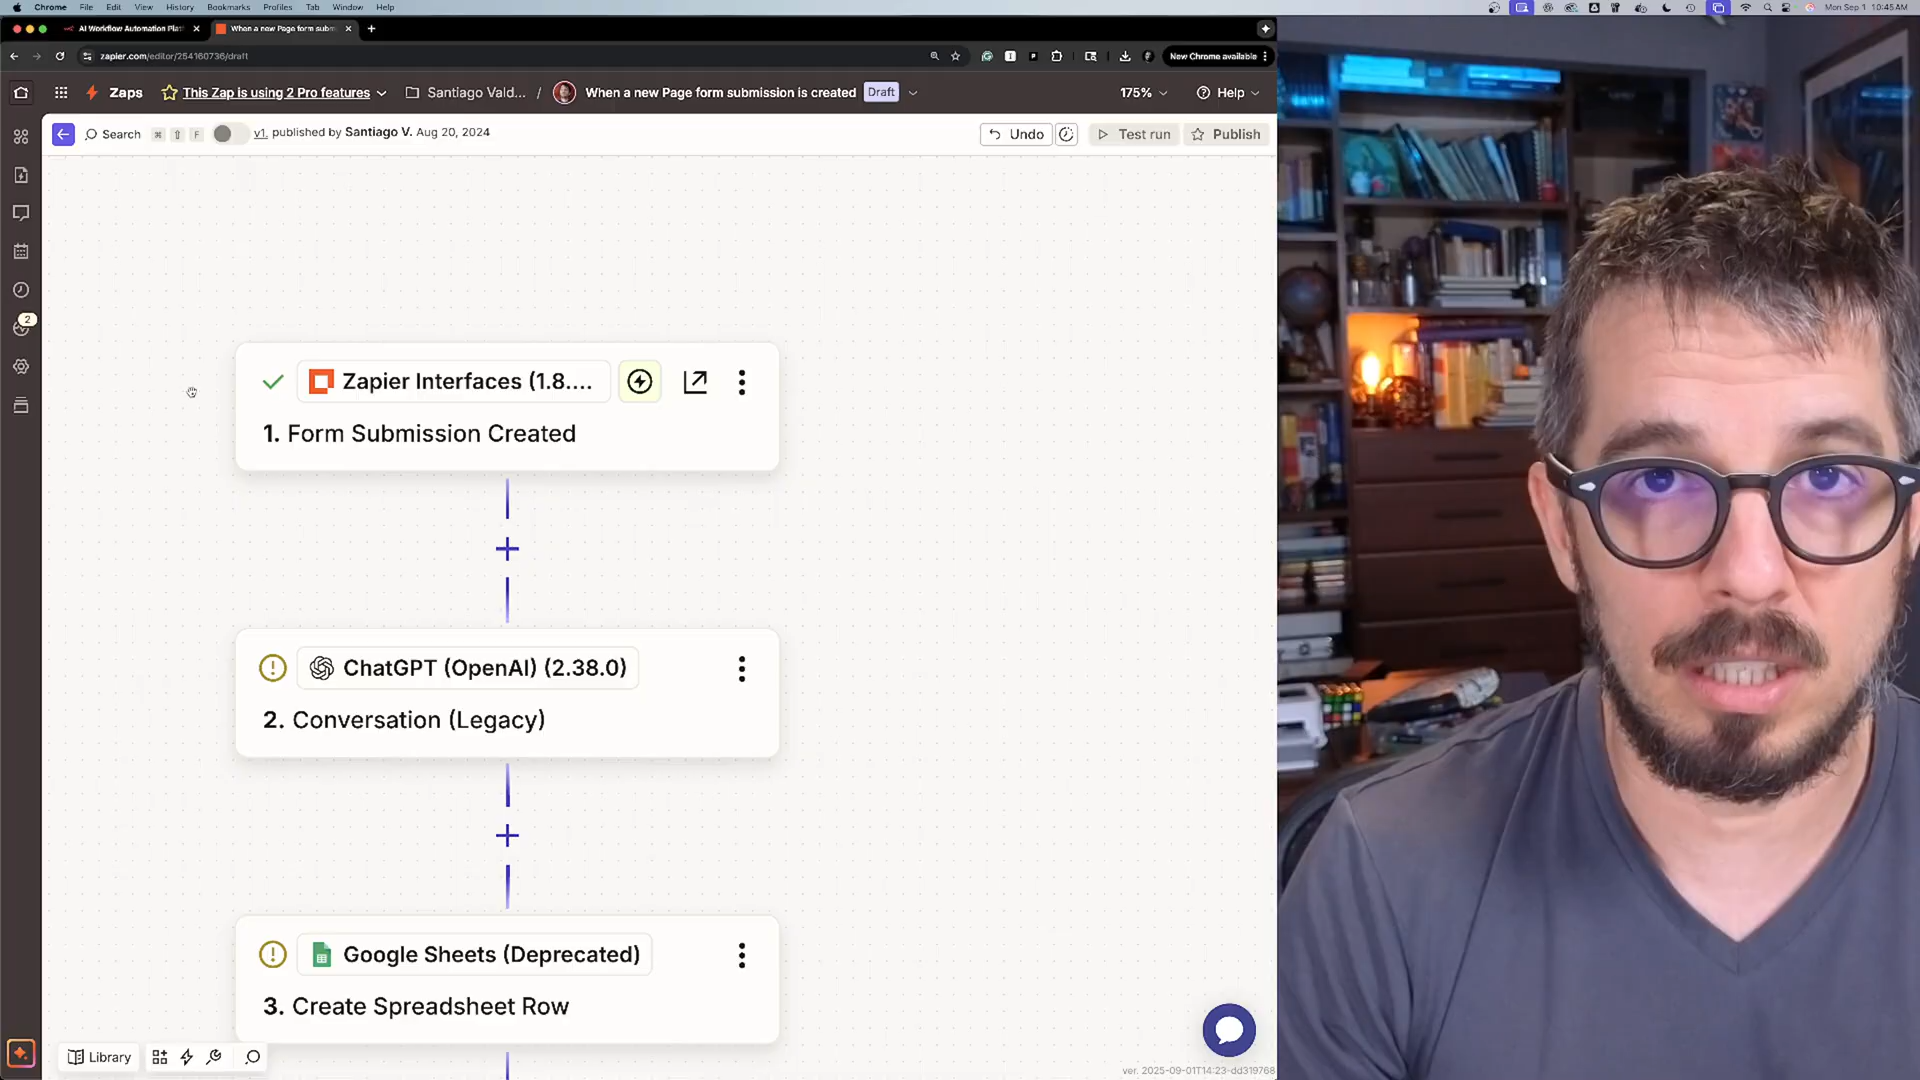 Chrome File Edit View History Bookmarks Profiles Tab Window Help
Mon Sep 1 10:45 AM
AI Workflow Automation Plat
When a new Page form subm
zapier.com/editor/254160736/draft
New Chrome available
Zaps
This Zap is using 2 Pro features
Santiago Vald... / When a new Page form submission is created Draft
175%
Help
Search ⌘ ⇧ F
v1. published by Santiago V. Aug 20, 2024
Undo
Test run
Publish
2
Zapier Interfaces (1.8....
1. Form Submission Created
ChatGPT (OpenAI) (2.38.0)
2. Conversation (Legacy)
Google Sheets (Deprecated)
3. Create Spreadsheet Row
Library
ver. 2025-09-01T14:23-dd319768